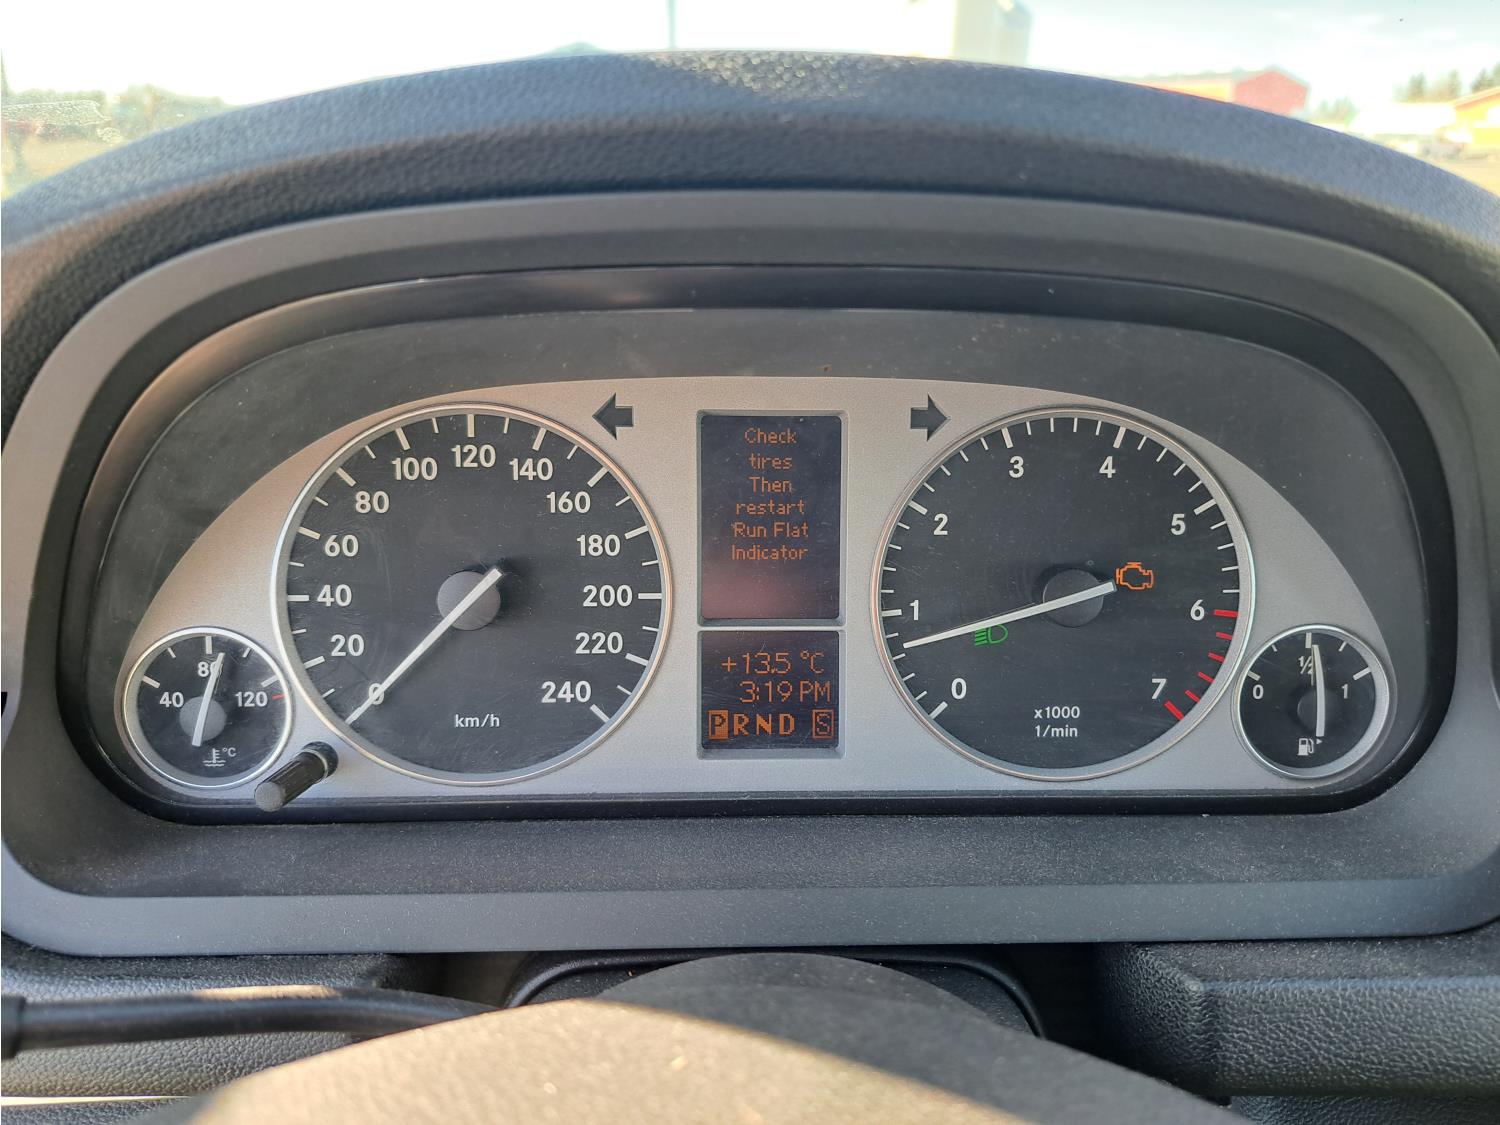 Check
tires
Then
restart
Run Flat
Indicator
+13.5 °C
3:19 PM
PRND S
0
20
40
60
80
100
120
140
160
180
200
220
240
km/h
0
1
2
3
4
5
6
7
x1000
1/min
40
80
120
°C
0
1/2
1